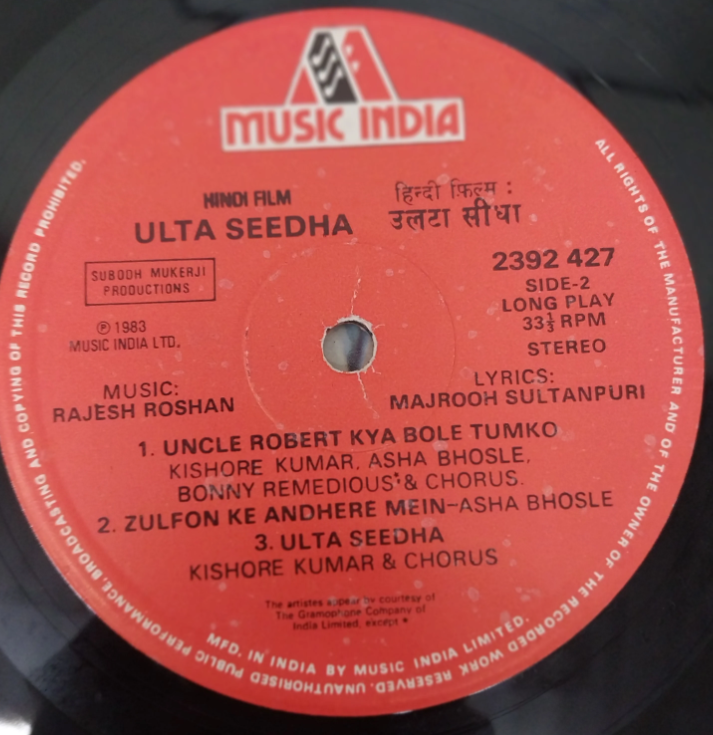 MUSIC INDIA
HINDI FILM
ULTA SEEDHA
हिन्दी फ़िल्म :
उलटा सीधा
SUBODH MUKERJI
PRODUCTIONS
2392 427
SIDE-2
LONG PLAY
33⅓ RPM
STEREO
℗ 1983
MUSIC INDIA LTD.
MUSIC:
RAJESH ROSHAN
LYRICS:
MAJROOH SULTANPURI
1. UNCLE ROBERT KYA BOLE TUMKO
KISHORE KUMAR, ASHA BHOSLE,
BONNY REMEDIOUS* & CHORUS.
2. ZULFON KE ANDHERE MEIN-ASHA BHOSLE
3. ULTA SEEDHA
KISHORE KUMAR & CHORUS
The artistes appear by courtesy of
The Gramophone Company of
India Limited, except *
MFD. IN INDIA BY MUSIC INDIA LIMITED.
ALL RIGHTS OF THE MANUFACTURER AND OF THE OWNER OF THE RECORDED WORK RESERVED. UNAUTHORISED PUBLIC PERFORMANCE, BROADCASTING AND COPYING OF THIS RECORD PROHIBITED.